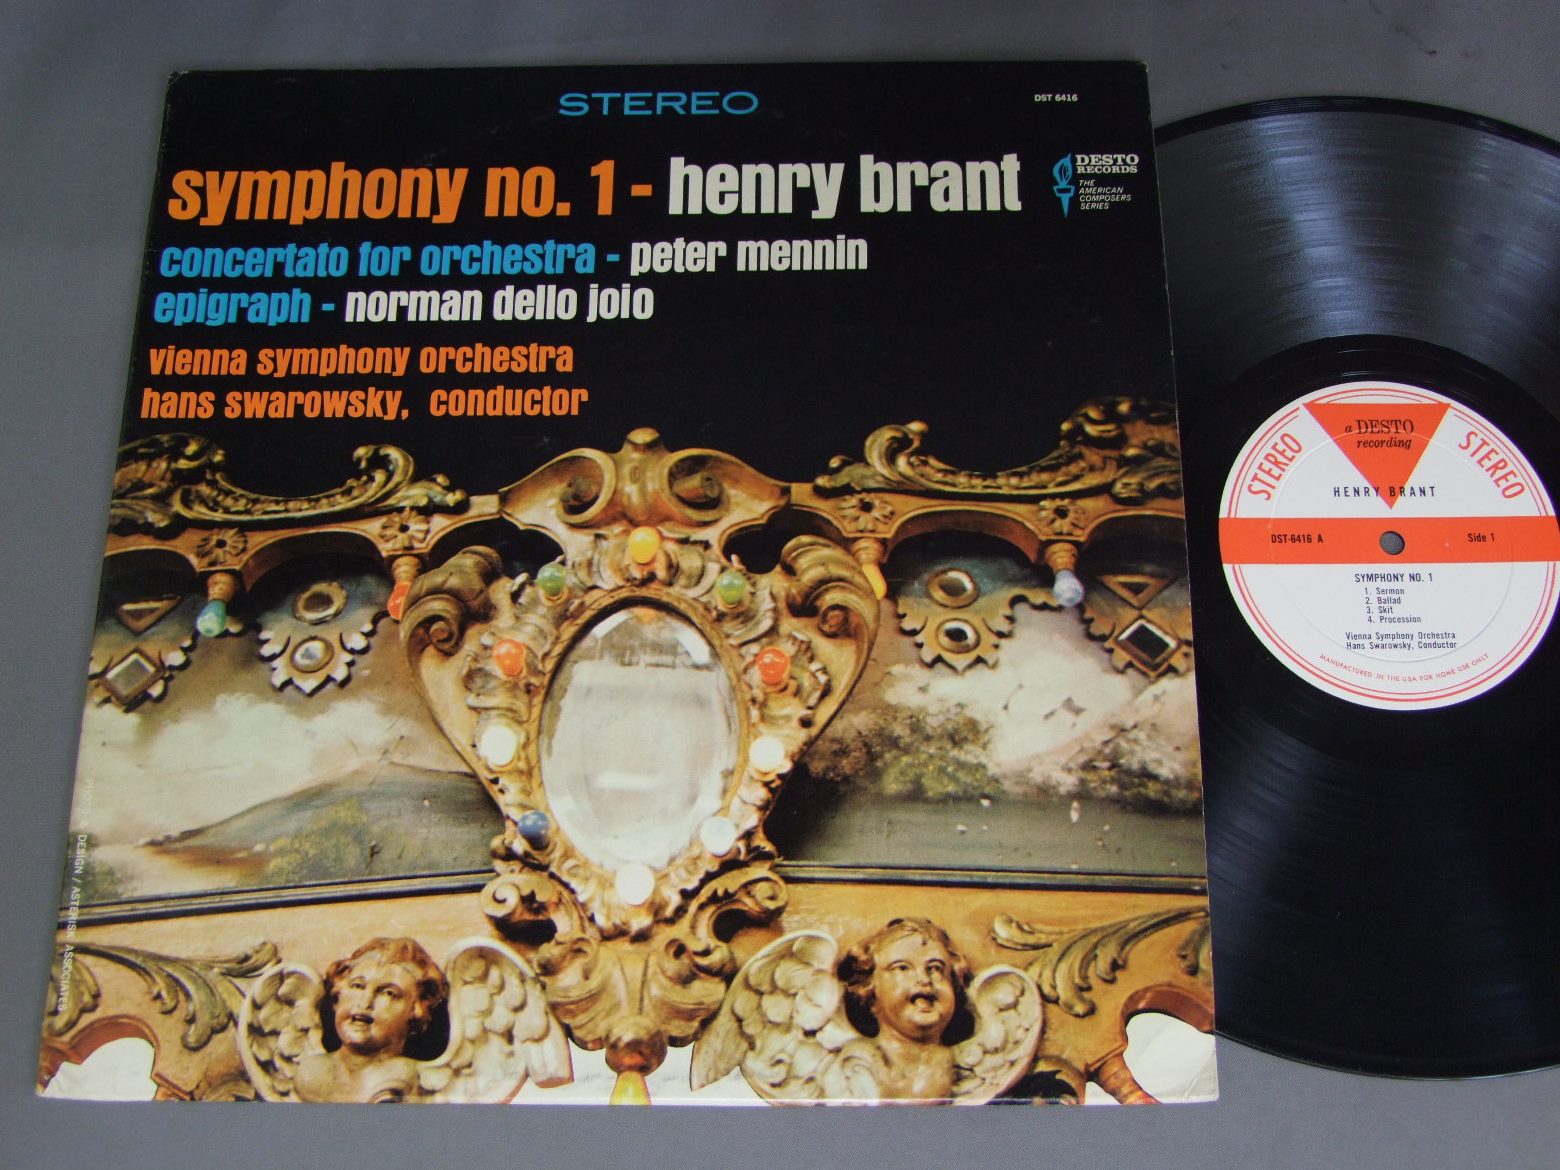 STEREO
DST 6416
symphony no. 1 - henry brant
DESTO
RECORDS
THE
AMERICAN
COMPOSERS
SERIES
concertato for orchestra - peter mennin
epigraph - norman dello joio
vienna symphony orchestra
hans swarowsky, conductor
DESIGN / ASTERISK ASSOCIATES
a DESTO
recording
STEREO
STEREO
HENRY BRANT
DST-6416 A
Side 1
SYMPHONY NO. 1
1. Sermon
2. Ballad
3. Skit
4. Procession
Vienna Symphony Orchestra
Hans Swarowsky, Conductor
MANUFACTURED IN THE USA FOR HOME USE ONLY